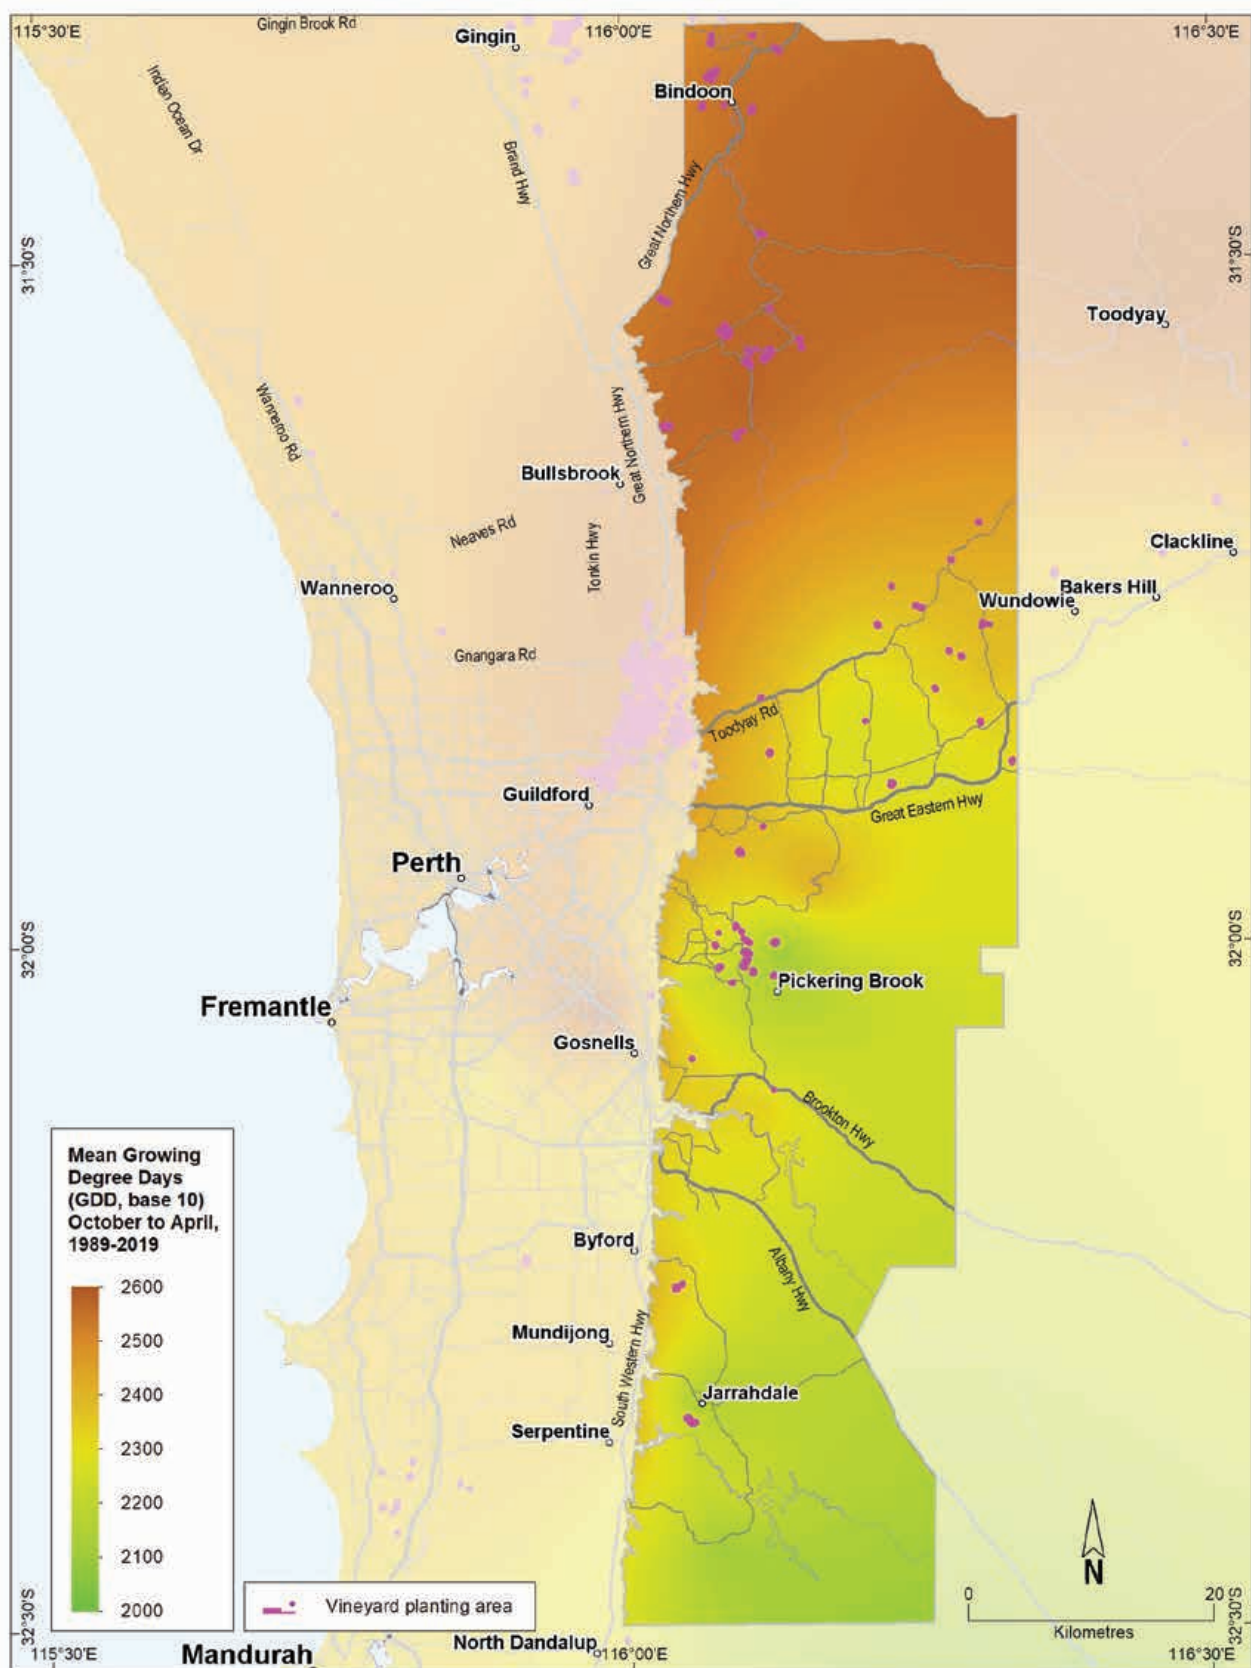 115°30'E
Gingin Brook Rd
116°00'E
116°30'E
Gingin
Indian Ocean Dr
Bindoon
Brand Hwy
Great Northern Hwy
31°30'S
31°30'S
Toodyay
Wanneroo Rd
Great Northern Hwy
Bullsbrook
Neaves Rd
Tonkin Hwy
Clackline
Wanneroo
Bakers Hill
Wundowie
Gnangara Rd
Toodyay Rd
Guildford
Great Eastern Hwy
Perth
32°00'S
32°00'S
Pickering Brook
Fremantle
Gosnells
Brookton Hwy
Mean Growing
Degree Days
(GDD, base 10)
October to April,
1989-2019
2600
2500
2400
2300
2200
2100
2000
Byford
Albany Hwy
Mundijong
South Western Hwy
Jarrahdale
Serpentine
N
0
20
Kilometres
Vineyard planting area
32°30'S
32°30'S
North Dandalup
Mandurah
115°30'E
116°00'E
116°30'E